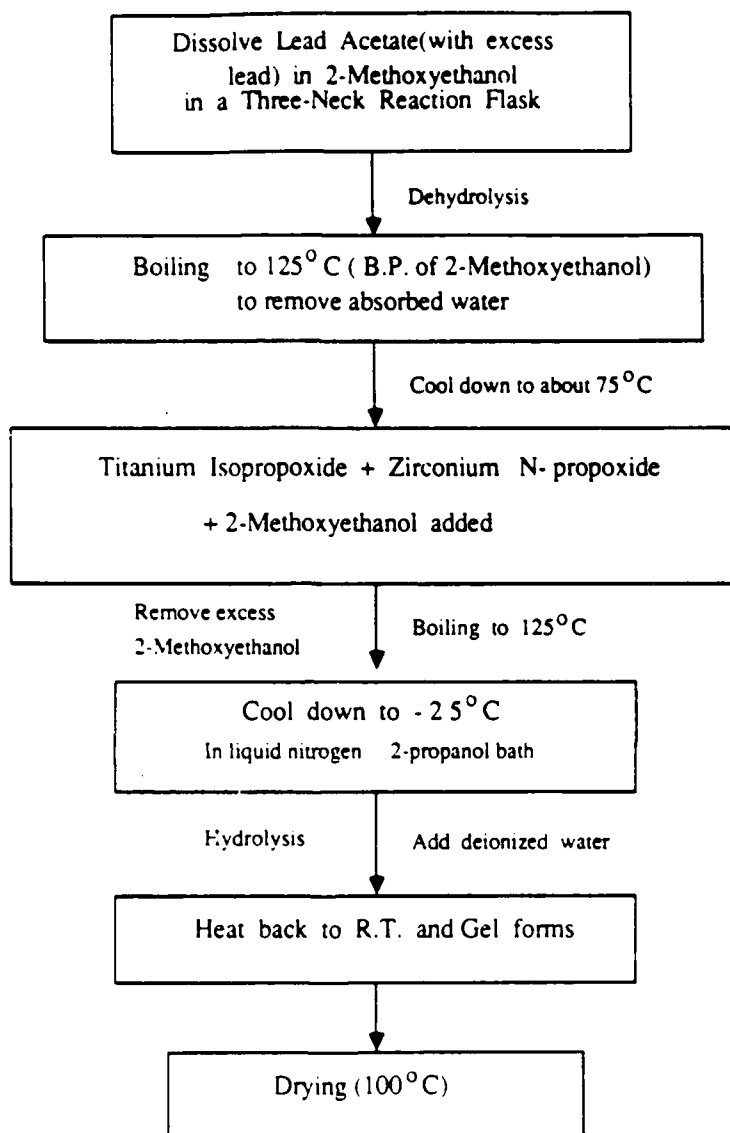 Dissolve Lead Acetate(with excess
lead) in 2-Methoxyethanol
in a Three-Neck Reaction Flask
Dehydrolysis
Boiling to 125°C ( B.P. of 2-Methoxyethanol)
to remove absorbed water
Cool down to about 75°C
Titanium Isopropoxide + Zirconium N- propoxide
+ 2-Methoxyethanol added
Remove excess
2-Methoxyethanol
Boiling to 125°C
Cool down to - 25°C
In liquid nitrogen 2-propanol bath
Hydrolysis
Add deionized water
Heat back to R.T. and Gel forms
Drying (100°C)